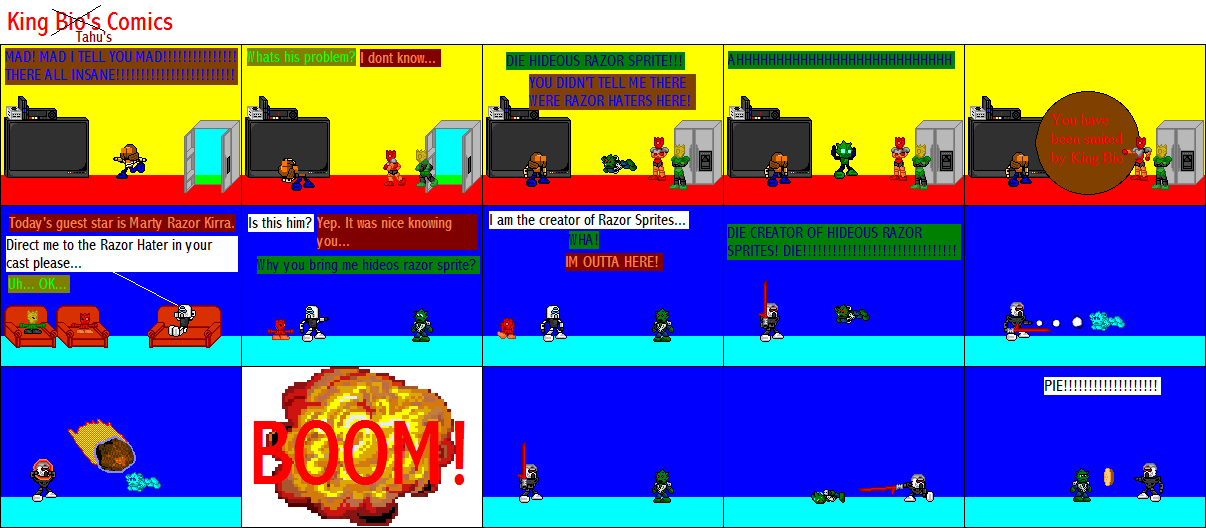 King Bio's Comics
Tahu's
MAD! MAD I TELL YOU MAD!!!!!!!!!!!!!!!
THERE ALL INSANE!!!!!!!!!!!!!!!!!!!!!!!!
Whats his problem?
I dont know...
DIE HIDEOUS RAZOR SPRITE!!!
YOU DIDN'T TELL ME THERE
WERE RAZOR HATERS HERE!
AHHHHHHHHHHHHHHHHHHHHHHHHHHH
You have
been smited
by King Bio
Today's guest star is Marty Razor Kirra.
Direct me to the Razor Hater in your
cast please...
Uh... OK...
Is this him?
Yep. It was nice knowing
you...
Why you bring me hideos razor sprite?
I am the creator of Razor Sprites...
WHA!
IM OUTTA HERE!
DIE CREATOR OF HIDEOUS RAZOR
SPRITES! DIE!!!!!!!!!!!!!!!!!!!!!!!!!!!!!
BOOM!
PIE!!!!!!!!!!!!!!!!!!!